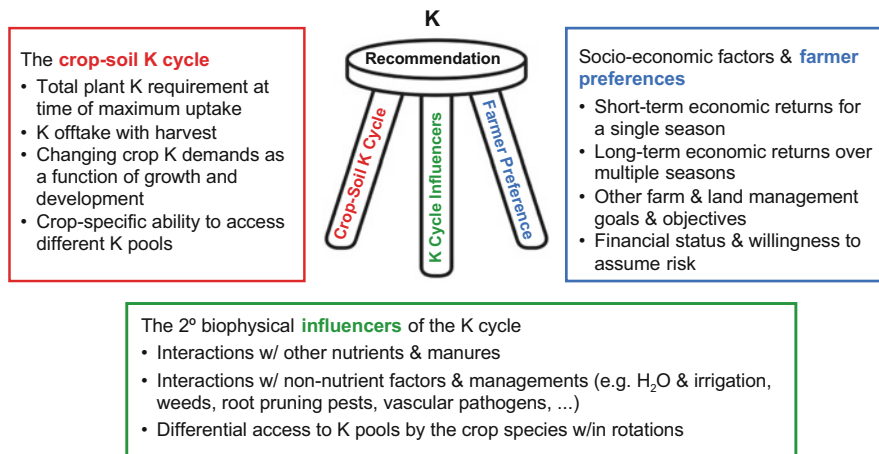 K
Recommendation
Crop-Soil K Cycle
K Cycle Influencers
Farmer Preference
The crop-soil K cycle
• Total plant K requirement at
time of maximum uptake
• K offtake with harvest
• Changing crop K demands as
a function of growth and
development
• Crop-specific ability to access
different K pools
Socio-economic factors & farmer
preferences
• Short-term economic returns for
a single season
• Long-term economic returns over
multiple seasons
• Other farm & land management
goals & objectives
• Financial status & willingness to
assume risk
The 2º biophysical influencers of the K cycle
• Interactions w/ other nutrients & manures
• Interactions w/ non-nutrient factors & managements (e.g. H₂O & irrigation,
weeds, root pruning pests, vascular pathogens, ...)
• Differential access to K pools by the crop species w/in rotations